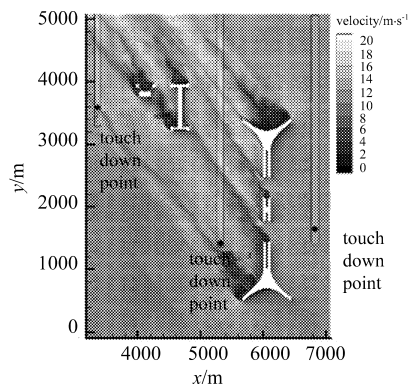 velocity/m·s⁻¹
20
18
16
14
12
10
8
6
4
2
0
5000
4000
3000
2000
1000
0
y/m
touch
down
point
touch
down
point
touch
down
point
4000
5000
6000
7000
x/m